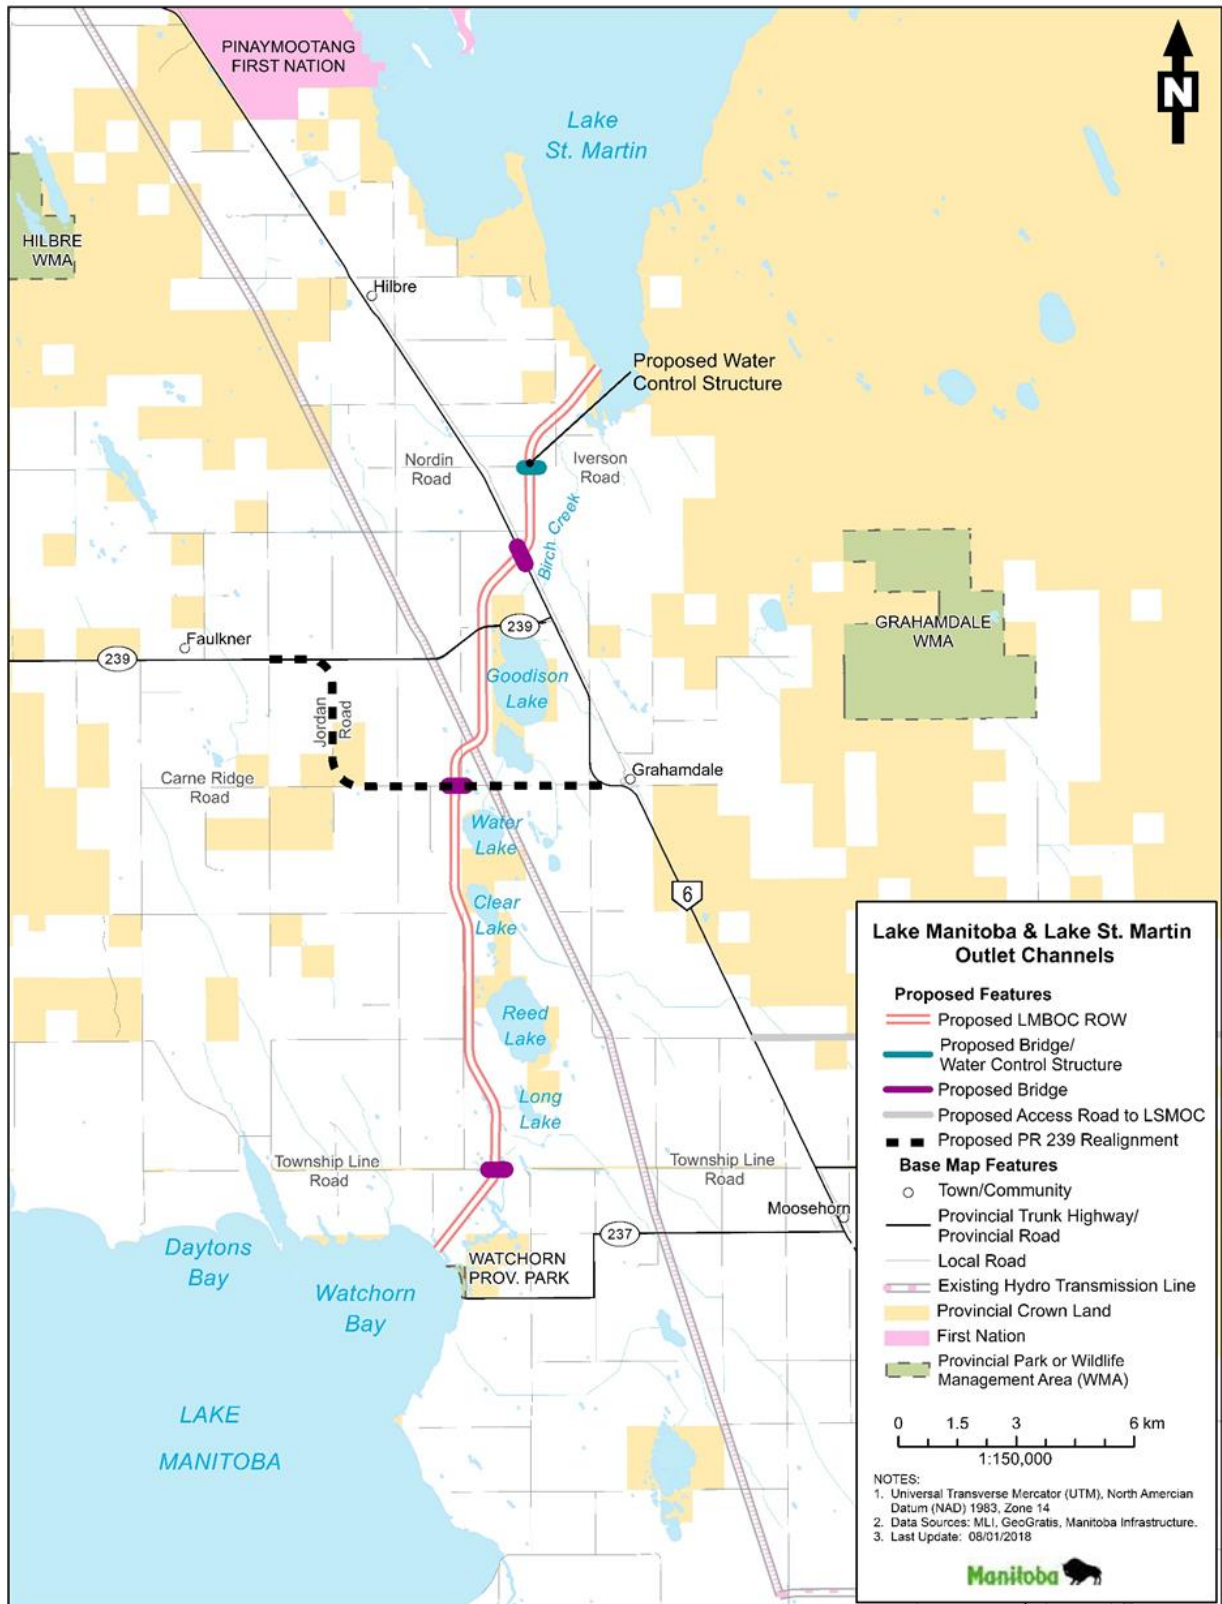 PINAYMOOTANG
FIRST NATION
N
Lake
St. Martin
HILBRE
WMA
Hilbre
Proposed Water
Control Structure
Nordin
Road
Iverson
Road
Birch Creek
239
GRAHAMDALE
WMA
Faulkner
239
Goodison
Lake
Jordan
Road
Carne Ridge
Road
Grahamdale
Water
Lake
6
Clear
Lake
Reed
Lake
Long
Lake
Township Line
Road
Township Line
Road
Moosehorn
237
Daytons
Bay
WATCHORN
PROV. PARK
Watchorn
Bay
LAKE
MANITOBA
Lake Manitoba & Lake St. Martin
Outlet Channels
Proposed Features
Proposed LMBOC ROW
Proposed Bridge/
Water Control Structure
Proposed Bridge
Proposed Access Road to LSMOC
Proposed PR 239 Realignment
Base Map Features
Town/Community
Provincial Trunk Highway/
Provincial Road
Local Road
Existing Hydro Transmission Line
Provincial Crown Land
First Nation
Provincial Park or Wildlife
Management Area (WMA)
0 1.5 3 6 km
1:150,000
NOTES:
1. Universal Transverse Mercator (UTM), North Amercian
Datum (NAD) 1983, Zone 14
2. Data Sources: MLI, GeoGratis, Manitoba Infrastructure.
3. Last Update: 08/01/2018
Manitoba